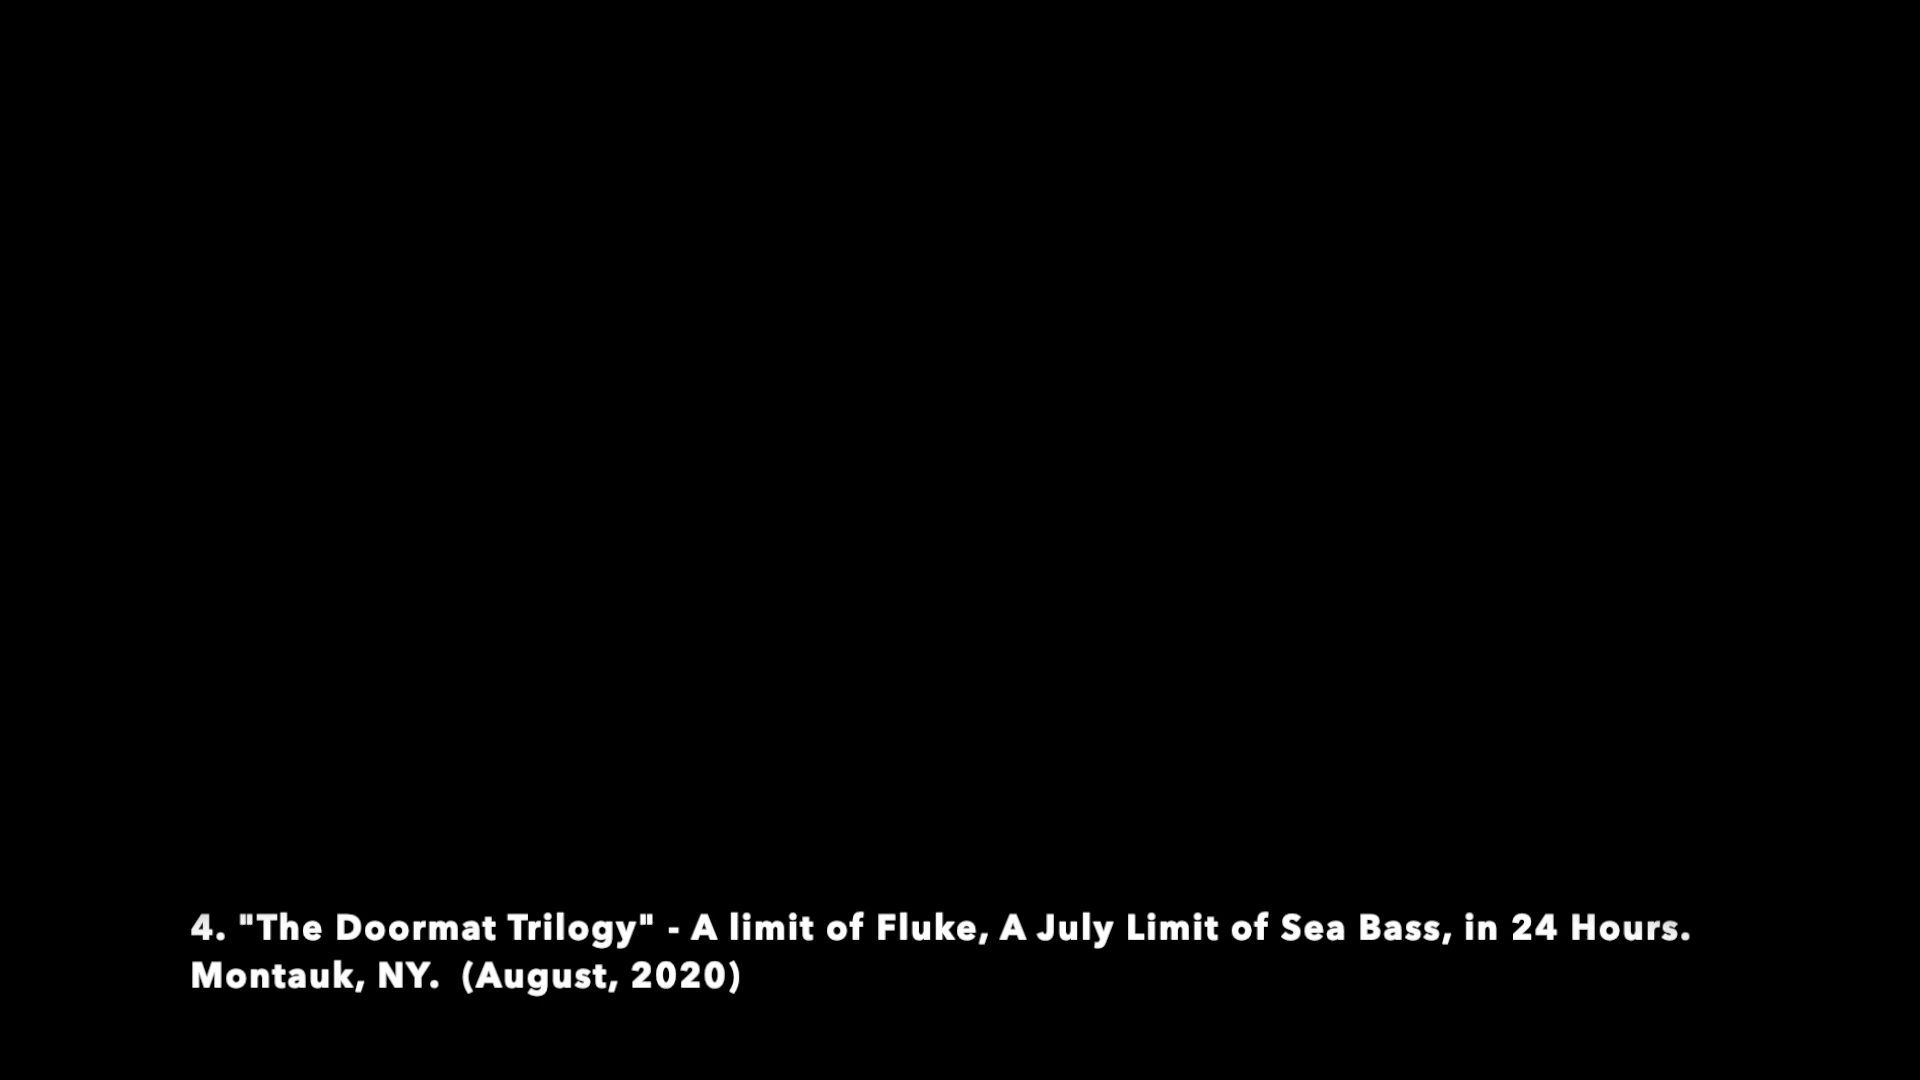 4. "The Doormat Trilogy" - A limit of Fluke, A July Limit of Sea Bass, in 24 Hours.
Montauk, NY.  (August, 2020)